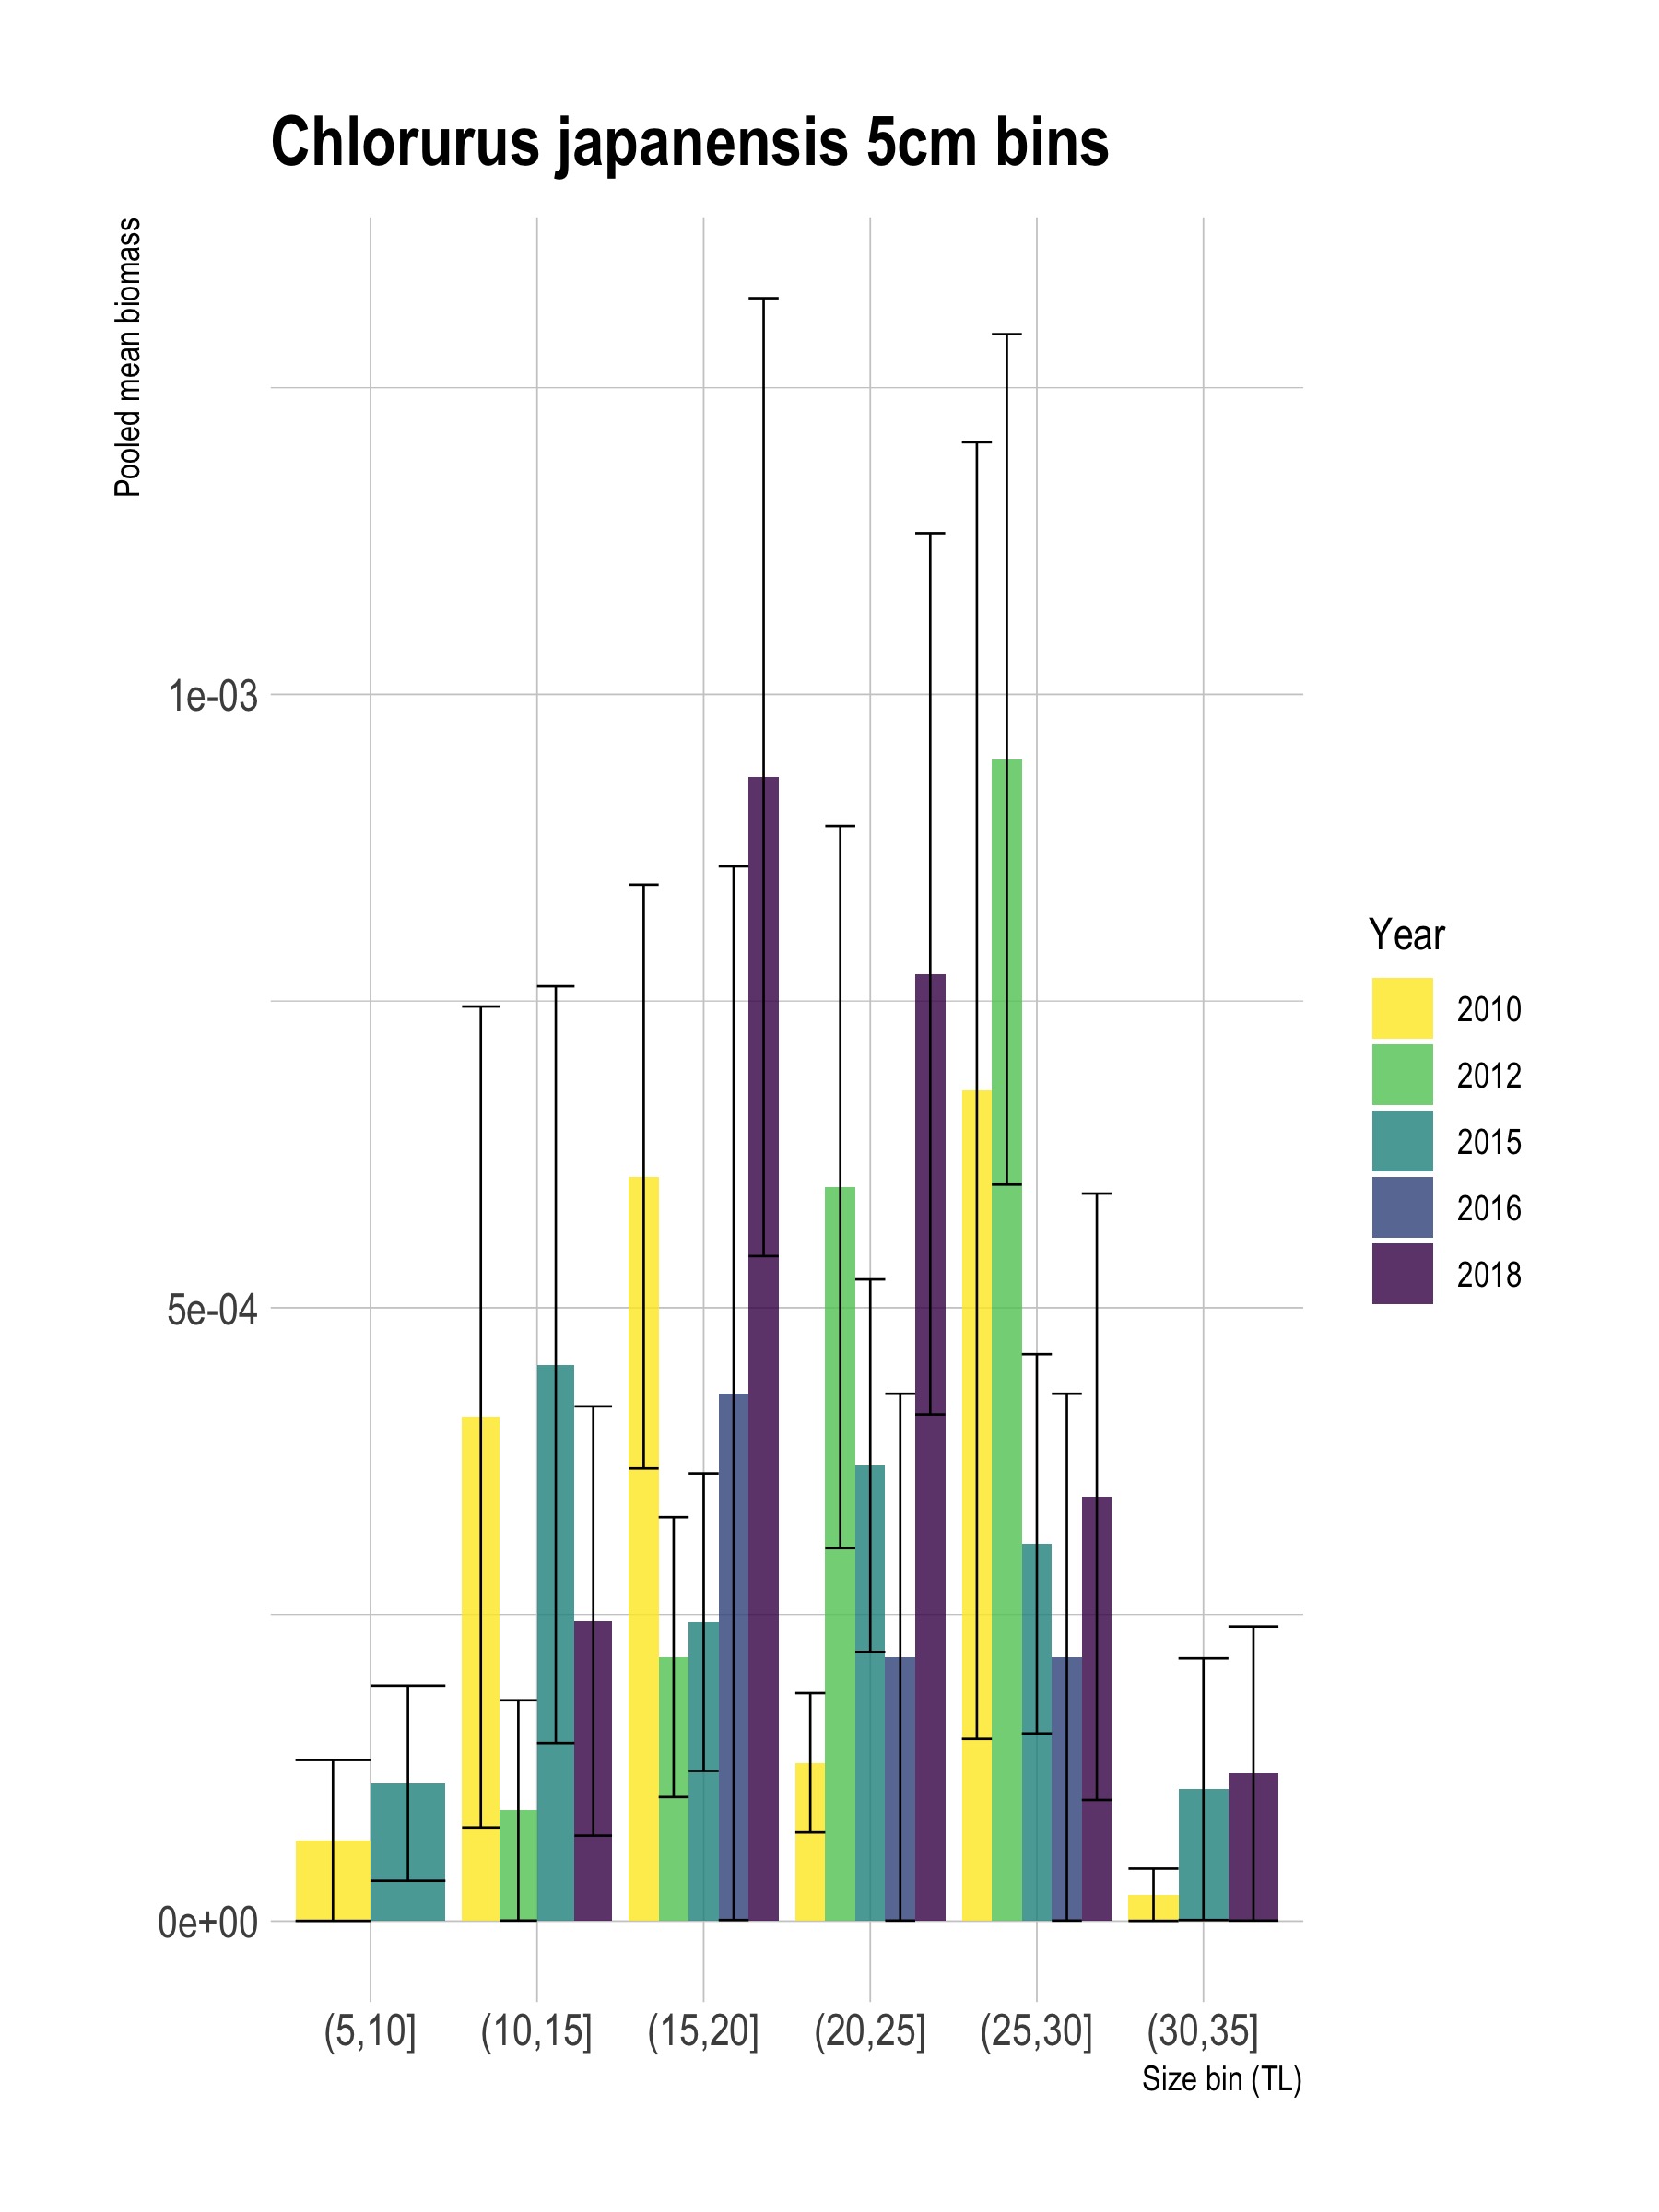 Chlorurus japanensis 5cm bins
Pooled mean biomass
1e-03
5e-04
0e+00
(5,10]
(10,15]
(15,20]
(20,25]
(25,30]
(30,35]
Size bin (TL)
Year
2010
2012
2015
2016
2018